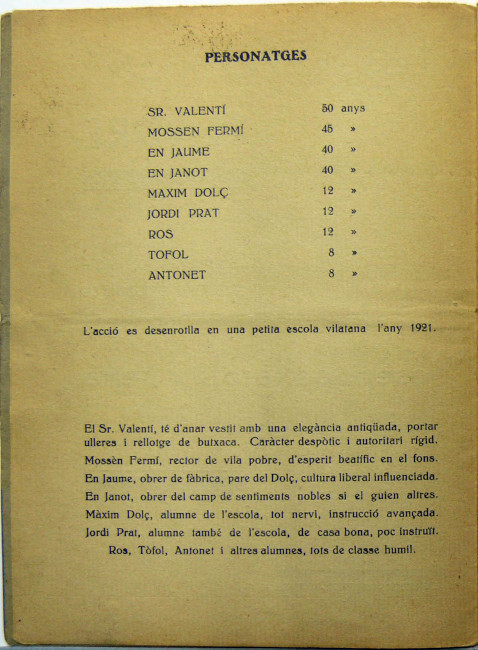 PERSONATGES
SR. VALENTÍ 50 anys
MOSSEN FERMÍ 45 »
EN JAUME 40 »
EN JANOT 40 »
MAXIM DOLÇ 12 »
JORDI PRAT 12 »
ROS 12 »
TOFOL 8 »
ANTONET 8 »
L'acció es desenrotlla en una petita escola vilatana l'any 1921.
El Sr. Valentí, té d'anar vestit amb una elegància antiqüada, portar
ulleres i rellotge de butxaca. Caràcter despòtic i autoritari rígid.
Mossèn Fermí, rector de vila pobre, d'esperit beatífic en el fons.
En Jaume, obrer de fàbrica, pare del Dolç, cultura liberal influenciada.
En Janot, obrer del camp de sentiments nobles si el guien altres.
Màxim Dolç, alumne de l'escola, tot nervi, instrucció avançada.
Jordi Prat, alumne també de l'escola, de casa bona, poc instruït.
Ros, Tòfol, Antonet i altres alumnes, tots de classe humil.